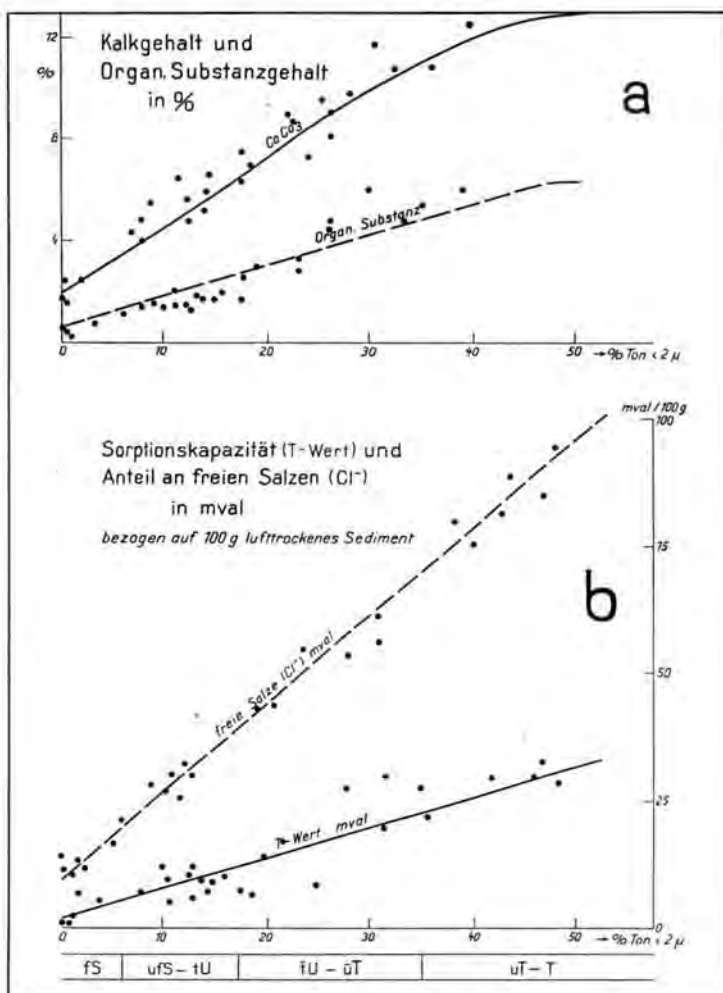 12
%
8
4
Kalkgehalt und
Organ. Substanzgehalt
in %
a
CaCo3
Organ. Substanz
0
10
20
30
40
50
→ % Ton < 2 μ
mval/100g
100
75
50
25
0
Sorptionskapazität (T-Wert) und
Anteil an freien Salzen (Cl⁻)
in mval
bezogen auf 100 g lufttrockenes Sediment
b
freie Salze (Cl⁻) mval
T-Wert mval
0
10
20
30
40
50
→ % Ton < 2 μ
fS
ufS – tU
t̄U – ūT
uT – T